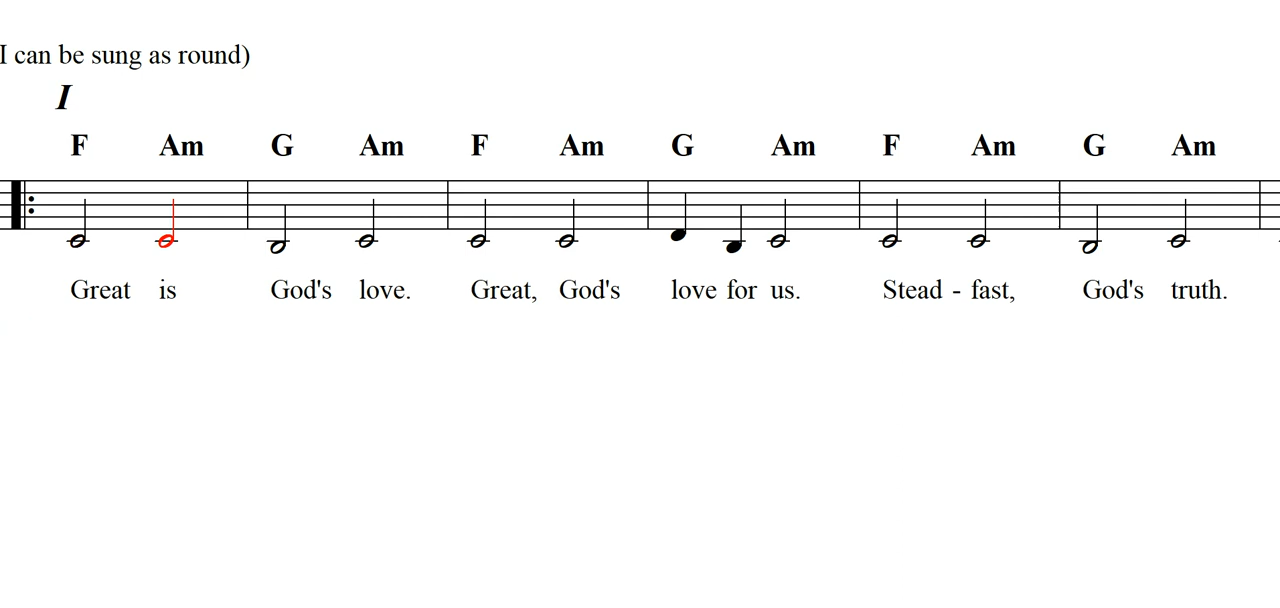 I can be sung as round)
I
F Am G Am F Am G Am F Am G Am
Great is God's love. Great, God's love for us. Stead - fast, God's truth.